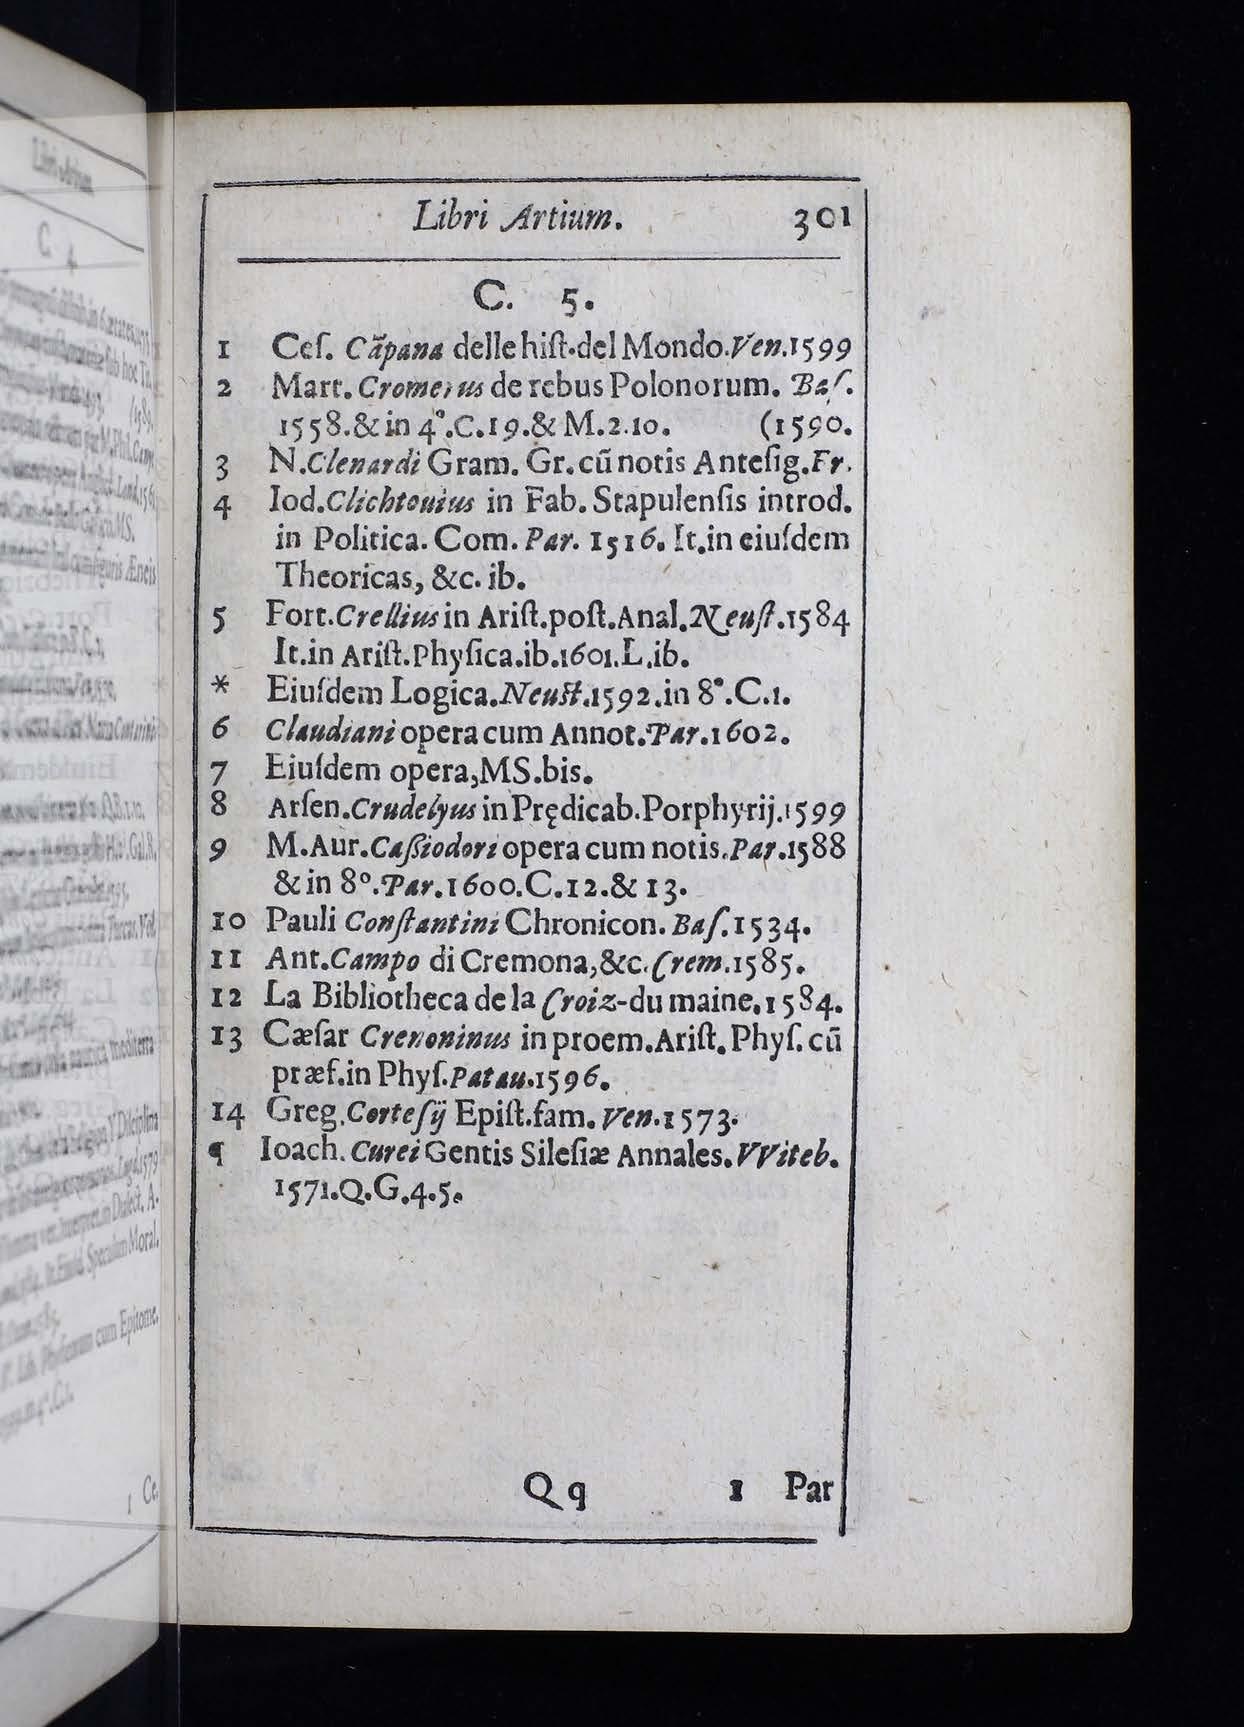 Libri Artium. 301
C. 5.
1 Ceſ. Cãpana delle hiſt.del Mondo.Ven.1599
2 Mart. Cromerus de rebus Polonorum. Baſ.
1558.& in 4°.C.19.& M.2.10. (1590.
3 N.Clenardi Gram. Gr. cũ notis Anteſig.Fr.
4 Iod.Clichtouius in Fab. Stapulenſis introd.
in Politica. Com. Par. 1516. It.in eiuſdem
Theoricas, &c. ib.
5 Fort.Crellius in Ariſt.poſt.Anal.Neuſt.1584
It.in Ariſt.Phyſica.ib.1601.L.ib.
* Eiuſdem Logica.Neuſt.1592.in 8°.C.1.
6 Claudiani opera cum Annot.Par.1602.
7 Eiuſdem opera,MS.bis.
8 Arſen.Crudelyus in Prędicab.Porphyrij.1599
9 M.Aur.Caſsiodori opera cum notis.Par.1588
& in 8°.Par.1600.C.12.& 13.
10 Pauli Conſtantini Chronicon. Baſ.1534.
11 Ant.Campo di Cremona,&c.Crem.1585.
12 La Bibliotheca de la Croiz-du maine.1584.
13 Cæſar Cremoninus in proem.Ariſt. Phyſ. cũ
præf.in Phyſ.Patau.1596.
14 Greg.Corteſij Epiſt.fam. Ven.1573.
¶ Ioach. Curei Gentis Sileſiæ Annales.VViteb.
1571.Q.G.4.5.
Qq 1 Par